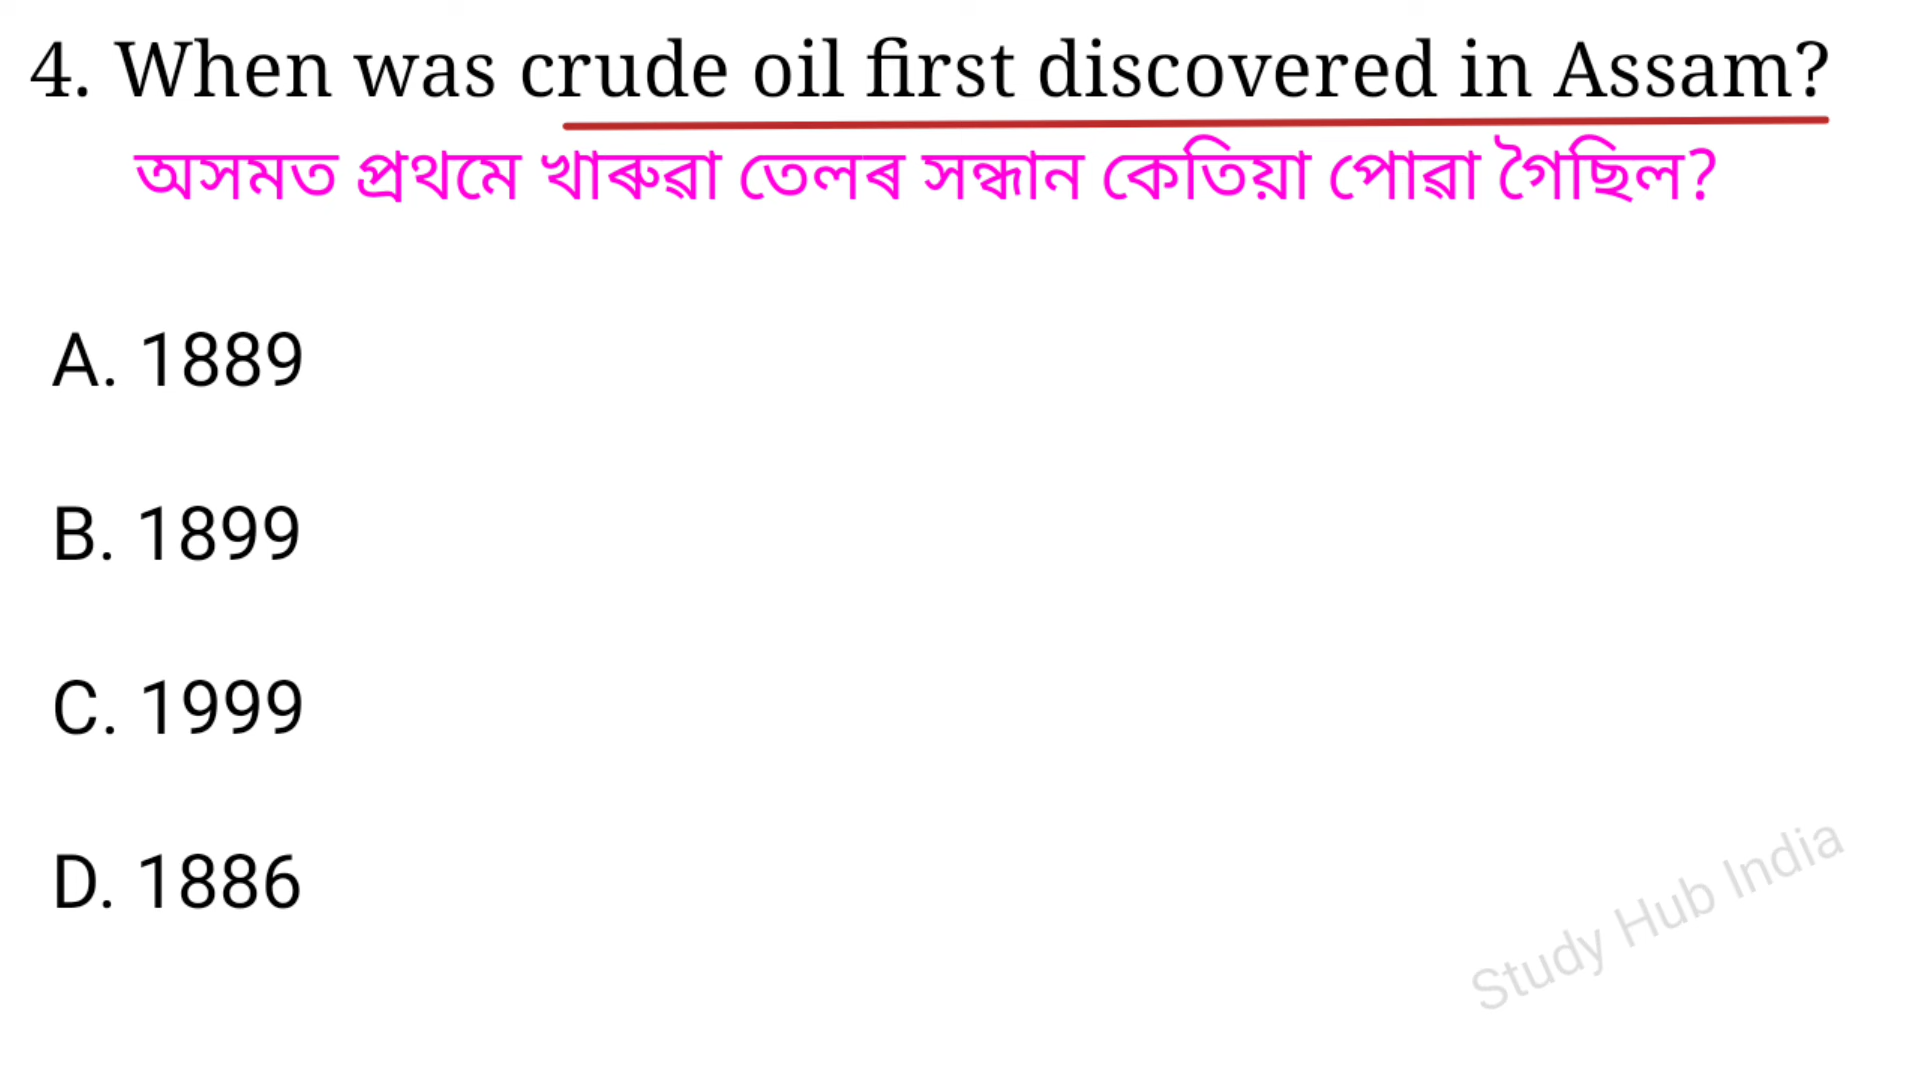 4. When was crude oil first discovered in Assam?
অসমত প্ৰথমে খাৰুৱা তেলৰ সন্ধান কেতিয়া পোৱা গৈছিল?
A. 1889
B. 1899
C. 1999
D. 1886
Study Hub India